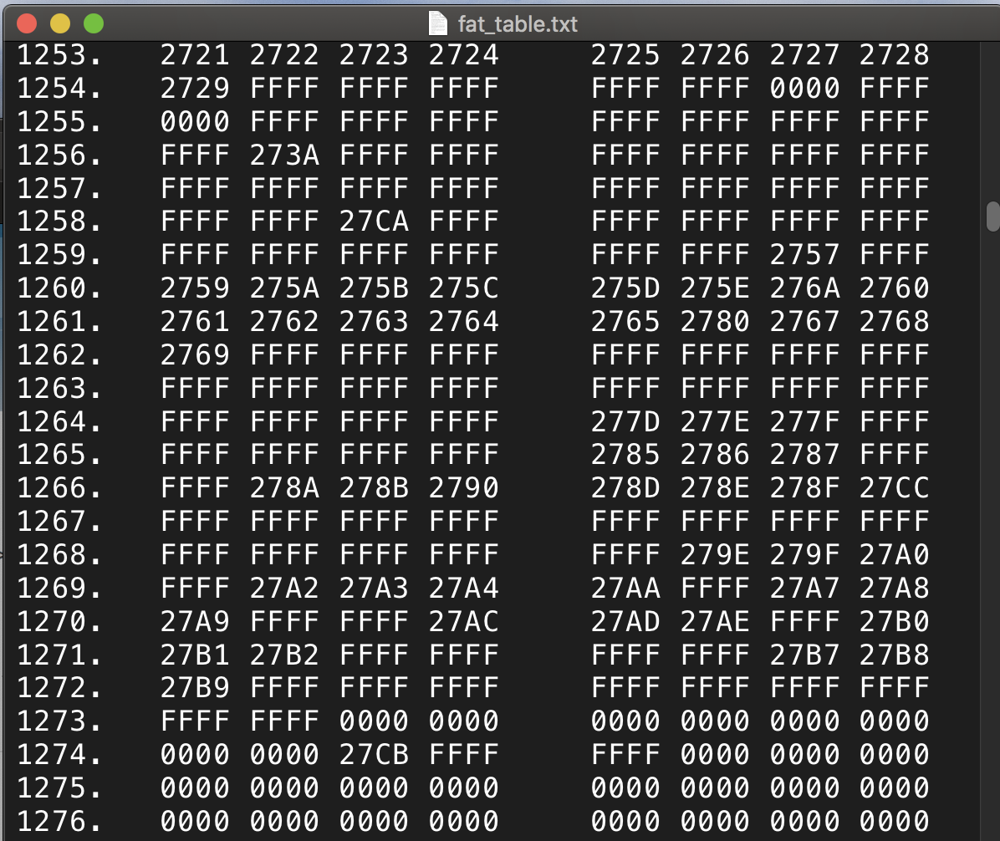 fat_table.txt
1253. 2721 2722 2723 2724 2725 2726 2727 2728
1254. 2729 FFFF FFFF FFFF FFFF FFFF 0000 FFFF
1255. 0000 FFFF FFFF FFFF FFFF FFFF FFFF FFFF
1256. FFFF 273A FFFF FFFF FFFF FFFF FFFF FFFF
1257. FFFF FFFF FFFF FFFF FFFF FFFF FFFF FFFF
1258. FFFF FFFF 27CA FFFF FFFF FFFF FFFF FFFF
1259. FFFF FFFF FFFF FFFF FFFF FFFF 2757 FFFF
1260. 2759 275A 275B 275C 275D 275E 276A 2760
1261. 2761 2762 2763 2764 2765 2780 2767 2768
1262. 2769 FFFF FFFF FFFF FFFF FFFF FFFF FFFF
1263. FFFF FFFF FFFF FFFF FFFF FFFF FFFF FFFF
1264. FFFF FFFF FFFF FFFF 277D 277E 277F FFFF
1265. FFFF FFFF FFFF FFFF 2785 2786 2787 FFFF
1266. FFFF 278A 278B 2790 278D 278E 278F 27CC
1267. FFFF FFFF FFFF FFFF FFFF FFFF FFFF FFFF
1268. FFFF FFFF FFFF FFFF FFFF 279E 279F 27A0
1269. FFFF 27A2 27A3 27A4 27AA FFFF 27A7 27A8
1270. 27A9 FFFF FFFF 27AC 27AD 27AE FFFF 27B0
1271. 27B1 27B2 FFFF FFFF FFFF FFFF 27B7 27B8
1272. 27B9 FFFF FFFF FFFF FFFF FFFF FFFF FFFF
1273. FFFF FFFF 0000 0000 0000 0000 0000 0000
1274. 0000 0000 27CB FFFF FFFF 0000 0000 0000
1275. 0000 0000 0000 0000 0000 0000 0000 0000
1276. 0000 0000 0000 0000 0000 0000 0000 0000